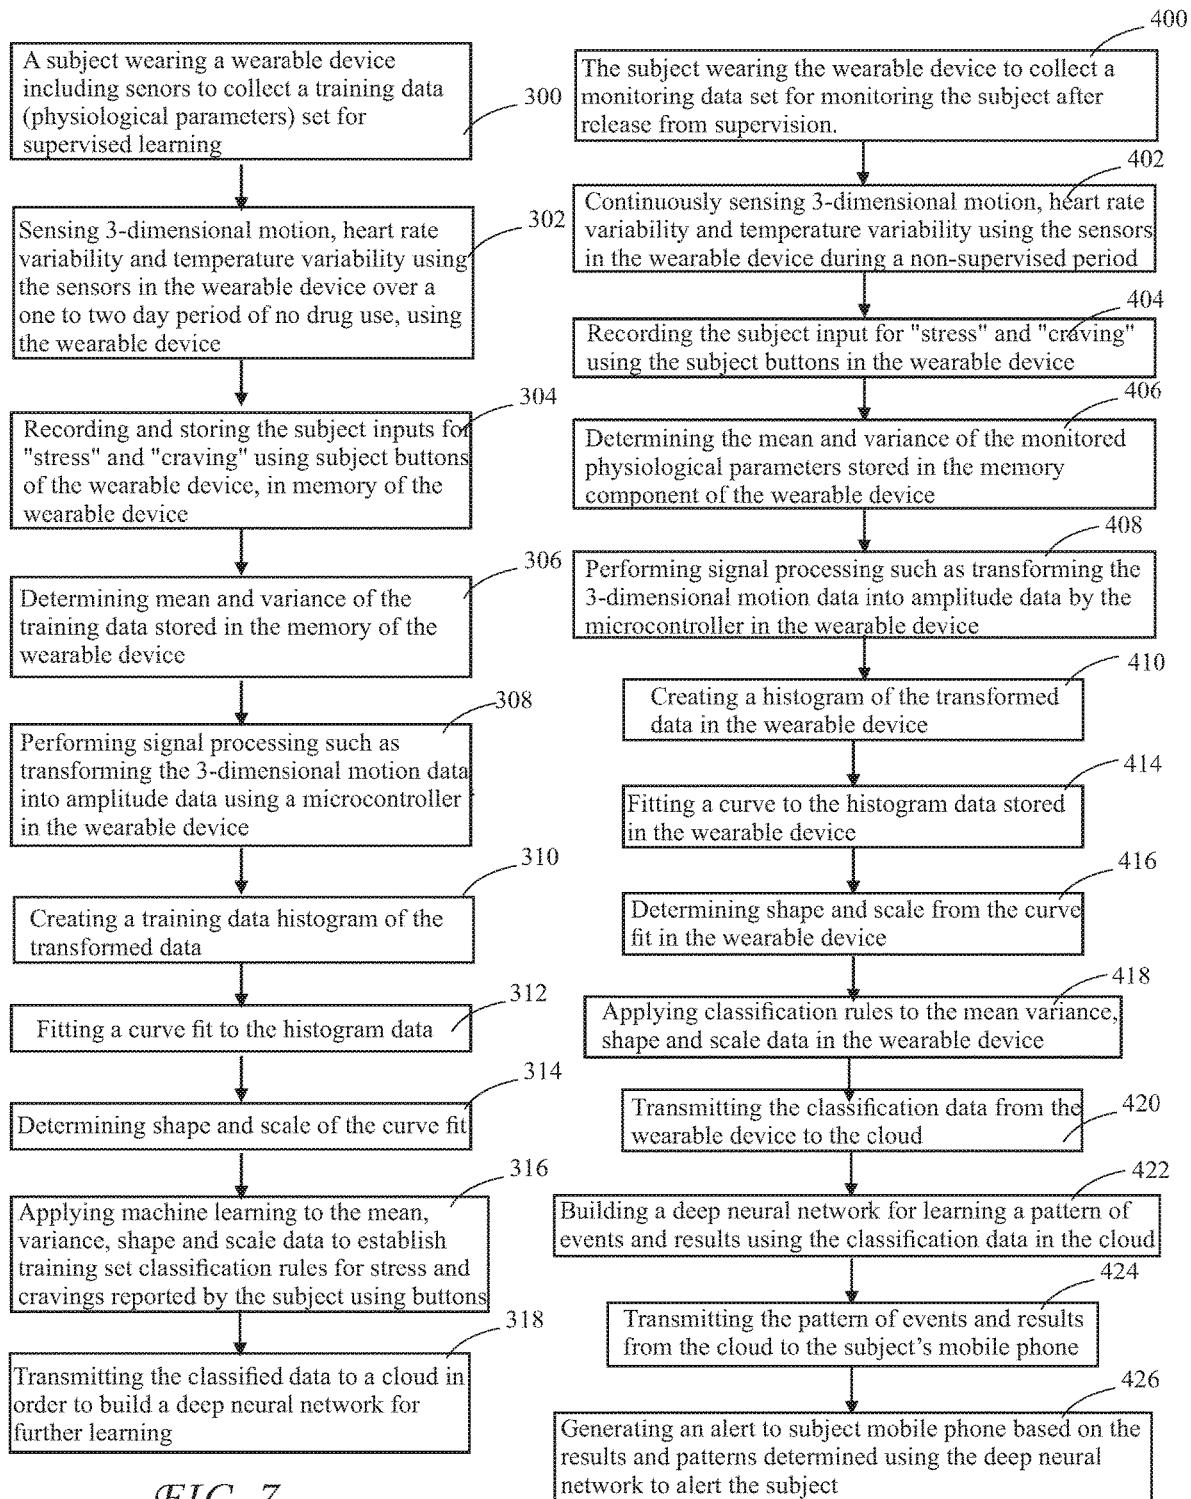 A subject wearing a wearable device
including senors to collect a training data
(physiological parameters) set for
supervised learning
300
Sensing 3-dimensional motion, heart rate
variability and temperature variability using
the sensors in the wearable device over a
one to two day period of no drug use, using
the wearable device
302
Recording and storing the subject inputs for
"stress" and "craving" using subject buttons
of the wearable device, in memory of the
wearable device
304
Determining mean and variance of the
training data stored in the memory of the
wearable device
306
Performing signal processing such as
transforming the 3-dimensional motion data
into amplitude data using a microcontroller
in the wearable device
308
Creating a training data histogram of the
transformed data
310
Fitting a curve fit to the histogram data
312
Determining shape and scale of the curve fit
314
Applying machine learning to the mean,
variance, shape and scale data to establish
training set classification rules for stress and
cravings reported by the subject using buttons
316
Transmitting the classified data to a cloud in
order to build a deep neural network for
further learning
318
FIG. 7
400
The subject wearing the wearable device to collect a
monitoring data set for monitoring the subject after
release from supervision.
402
Continuously sensing 3-dimensional motion, heart rate
variability and temperature variability using the sensors
in the wearable device during a non-supervised period
404
Recording the subject input for "stress" and "craving"
using the subject buttons in the wearable device
406
Determining the mean and variance of the monitored
physiological parameters stored in the memory
component of the wearable device
408
Performing signal processing such as transforming the
3-dimensional motion data into amplitude data by the
microcontroller in the wearable device
410
Creating a histogram of the transformed
data in the wearable device
414
Fitting a curve to the histogram data stored
in the wearable device
416
Determining shape and scale from the curve
fit in the wearable device
418
Applying classification rules to the mean variance,
shape and scale data in the wearable device
Transmitting the classification data from the
wearable device to the cloud
420
422
Building a deep neural network for learning a pattern of
events and results using the classification data in the cloud
424
Transmitting the pattern of events and results
from the cloud to the subject's mobile phone
426
Generating an alert to subject mobile phone based on the
results and patterns determined using the deep neural
network to alert the subject